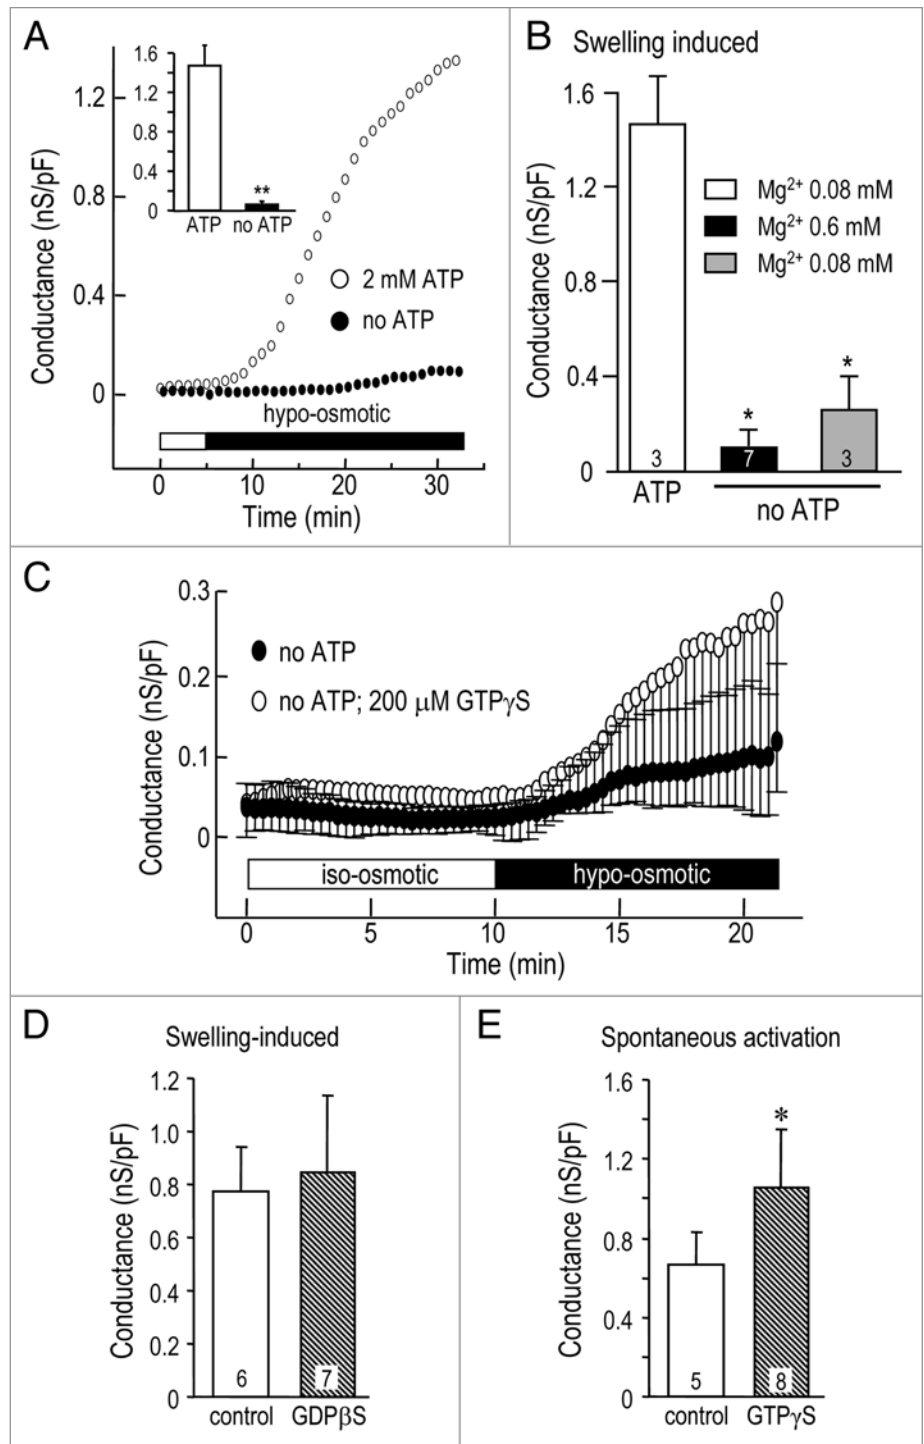 A
Conductance (nS/pF)
1.2
0.8
0.4
0
1.6
1.4
1.2
0.8
0.4
0
**
ATP no ATP
2 mM ATP
no ATP
hypo-osmotic
0 10 20 30
Time (min)
B Swelling induced
Conductance (nS/pF)
1.6
1.2
0.8
0.4
0
Mg²⁺ 0.08 mM
Mg²⁺ 0.6 mM
Mg²⁺ 0.08 mM
* *
3 7 3
ATP
no ATP
C
Conductance (nS/pF)
0.3
0.2
0.1
0
no ATP
no ATP; 200 μM GTPγS
iso-osmotic hypo-osmotic
0 5 10 15 20
Time (min)
D
Swelling-induced
Conductance (nS/pF)
1.2
1.0
0.8
0.6
0.4
0.2
0
6 7
control GDPβS
E
Spontaneous activation
Conductance (nS/pF)
1.6
1.2
0.8
0.4
0
*
5 8
control GTPγS